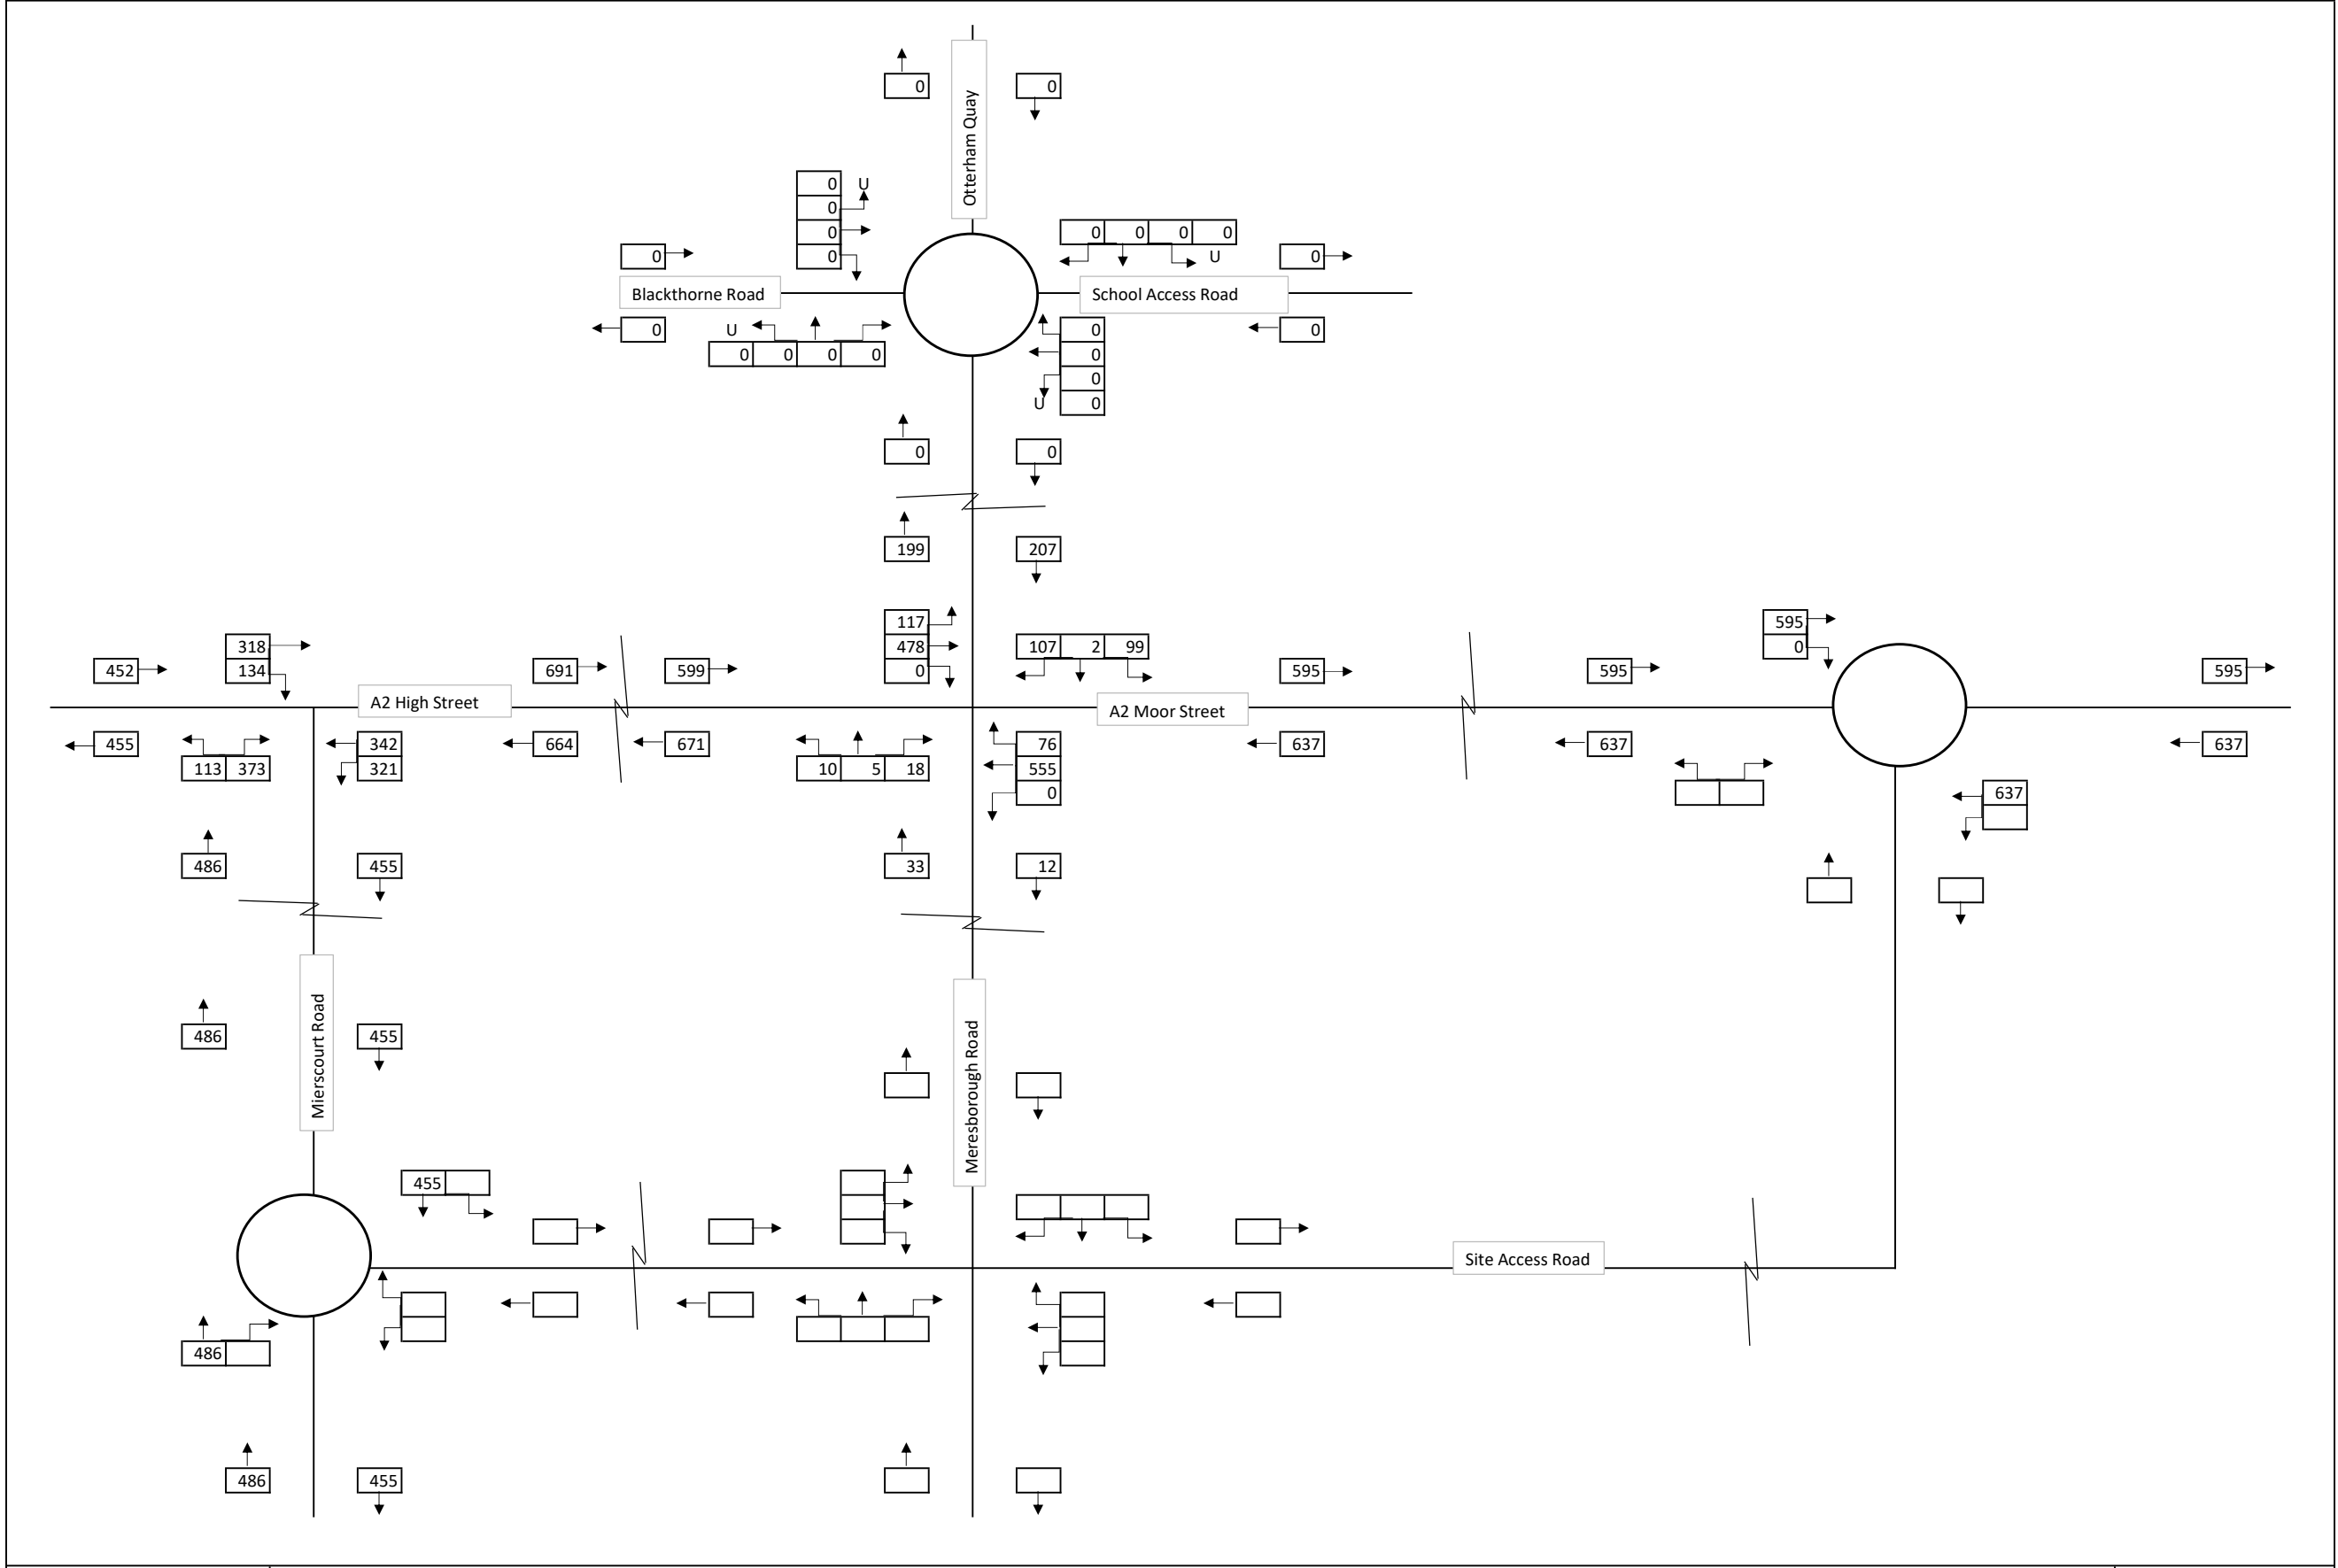 0 0
Otterham Quay
0 U
0
0
0
0 0 0 0
U
0 0
Blackthorne Road
School Access Road
0 0
U
0 0 0 0
0
0
0
U 0
0 0
199 207
117
478
0
107 2 99
595
0
318
134
452 691 599 595 595 595
A2 High Street
A2 Moor Street
455 664 671 637 637 637
342
321
113 373
10 5 18
76
555
0
637
486 455
33 12
Mierscourt Road
Meresborough Road
486 455
455
Site Access Road
486
486 455